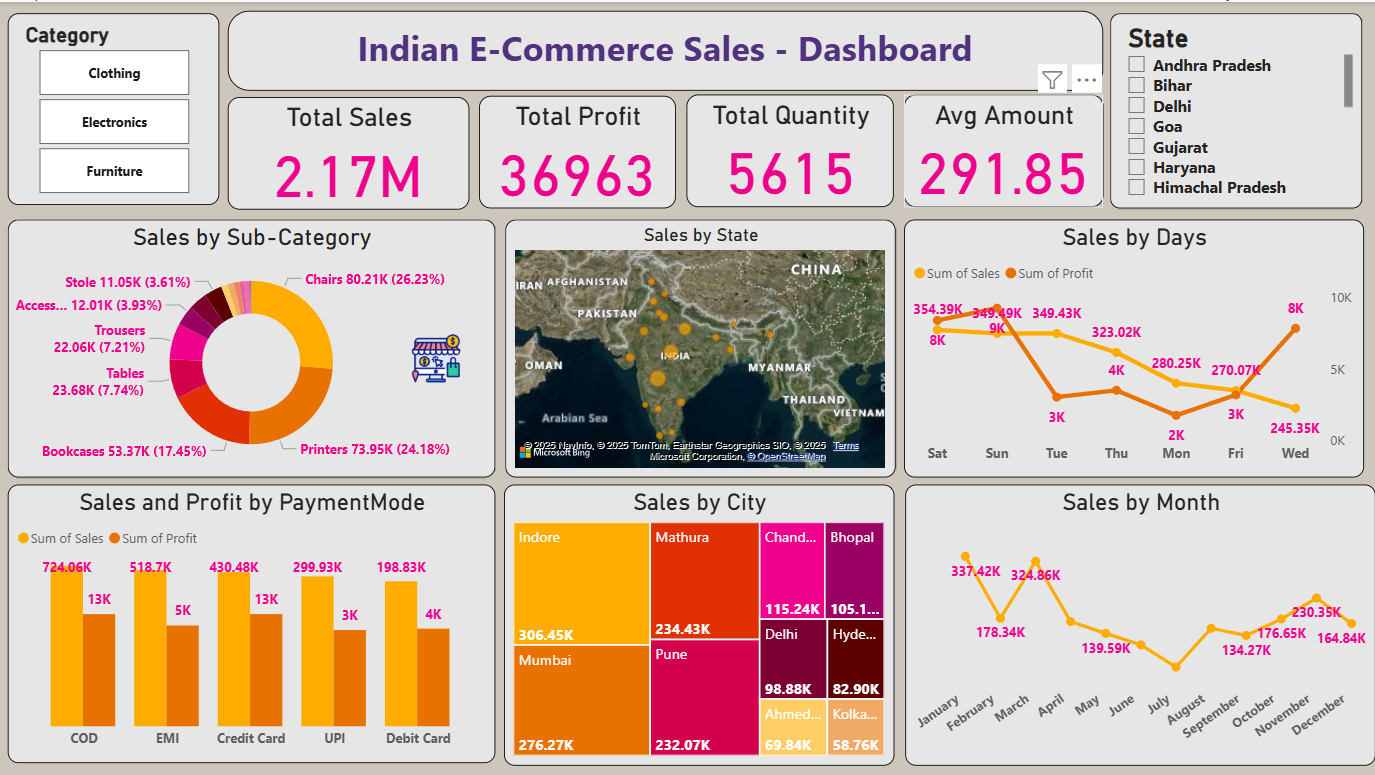 Category
Clothing
Electronics
Furniture
Indian E-Commerce Sales - Dashboard
State
Andhra Pradesh
Bihar
Delhi
Goa
Gujarat
Haryana
Himachal Pradesh
Total Sales
2.17M
Total Profit
36963
Total Quantity
5615
Avg Amount
291.85
Sales by Sub-Category
Stole 11.05K (3.61%)
Chairs 80.21K (26.23%)
Access... 12.01K (3.93%)
Trousers
22.06K (7.21%)
Tables
23.68K (7.74%)
Bookcases 53.37K (17.45%)
Printers 73.95K (24.18%)
Sales by State
CHINA
IRAN
AFGHANISTAN
PAKISTAN
OMAN
INDIA
MYANMAR
THAILAND
VIETNAM
Arabian Sea
Microsoft Bing
© 2025 NavInfo, © 2025 TomTom, Earthstar Geographics SIO, © 2025
Microsoft Corporation, © OpenStreetMap
Terms
Sales by Days
Sum of Sales
Sum of Profit
10K
5K
0K
354.39K
349.49K
349.43K
323.02K
280.25K
270.07K
245.35K
8K
9K
3K
4K
2K
3K
8K
Sat
Sun
Tue
Thu
Mon
Fri
Wed
Sales and Profit by PaymentMode
Sum of Sales
Sum of Profit
724.06K
13K
518.7K
5K
430.48K
13K
299.93K
3K
198.83K
4K
COD
EMI
Credit Card
UPI
Debit Card
Sales by City
Indore
306.45K
Mumbai
276.27K
Mathura
234.43K
Pune
232.07K
Chand...
115.24K
Bhopal
105.1...
Delhi
98.88K
Hyde...
82.90K
Ahmed...
69.84K
Kolka...
58.76K
Sales by Month
337.42K
178.34K
324.86K
139.59K
134.27K
176.65K
230.35K
164.84K
January
February
March
April
May
June
July
August
September
October
November
December